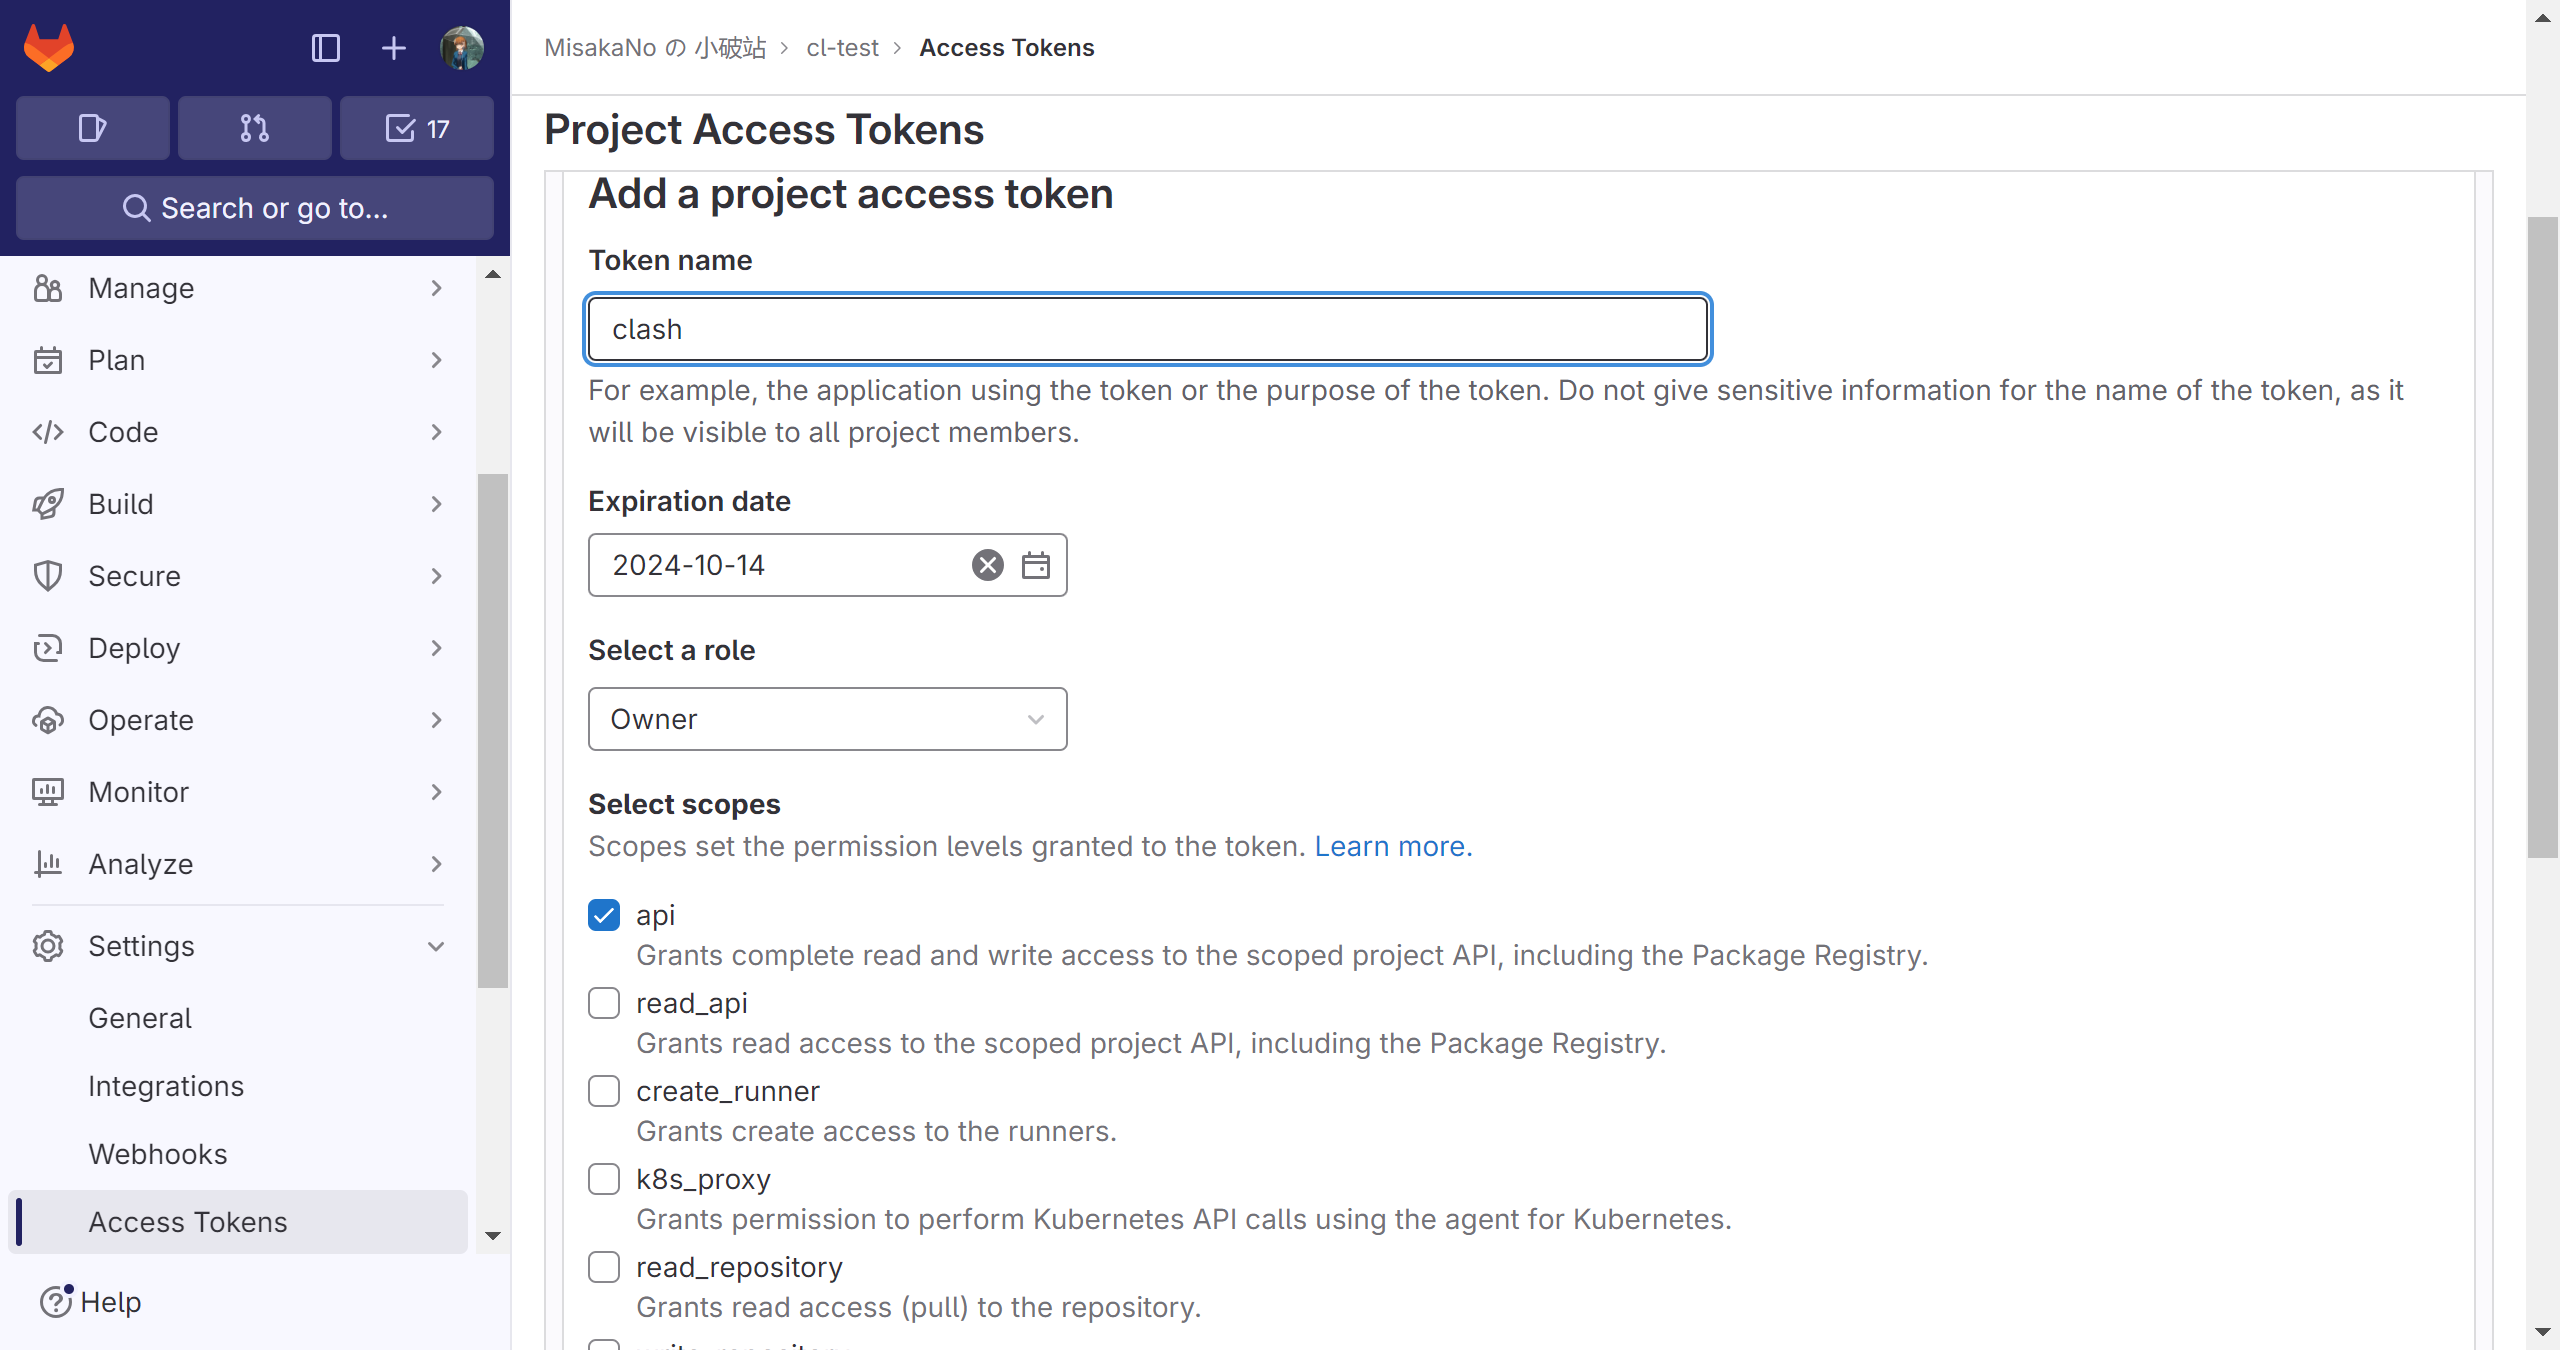 17
Search or go to...
Manage
Plan
Code
Build
Secure
Deploy
Operate
Monitor
Analyze
Settings
General
Integrations
Webhooks
Access Tokens
Help
MisakaNo の 小破站 › cl-test › Access Tokens
Project Access Tokens
Add a project access token
Token name
clash
For example, the application using the token or the purpose of the token. Do not give sensitive information for the name of the token, as it
will be visible to all project members.
Expiration date
2024-10-14
Select a role
Owner
Select scopes
Scopes set the permission levels granted to the token. Learn more.
api
Grants complete read and write access to the scoped project API, including the Package Registry.
read_api
Grants read access to the scoped project API, including the Package Registry.
create_runner
Grants create access to the runners.
k8s_proxy
Grants permission to perform Kubernetes API calls using the agent for Kubernetes.
read_repository
Grants read access (pull) to the repository.